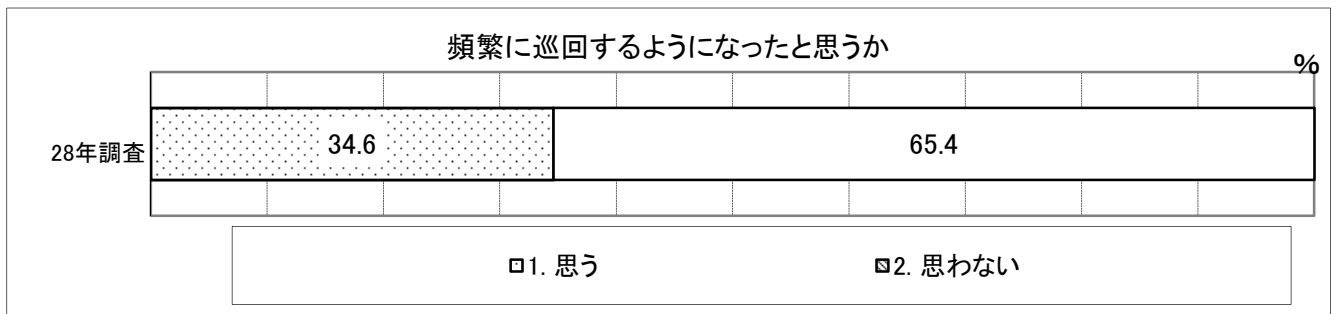 頻繁に巡回するようになったと思うか
%
28年調査
34.6
65.4
1. 思う
2. 思わない